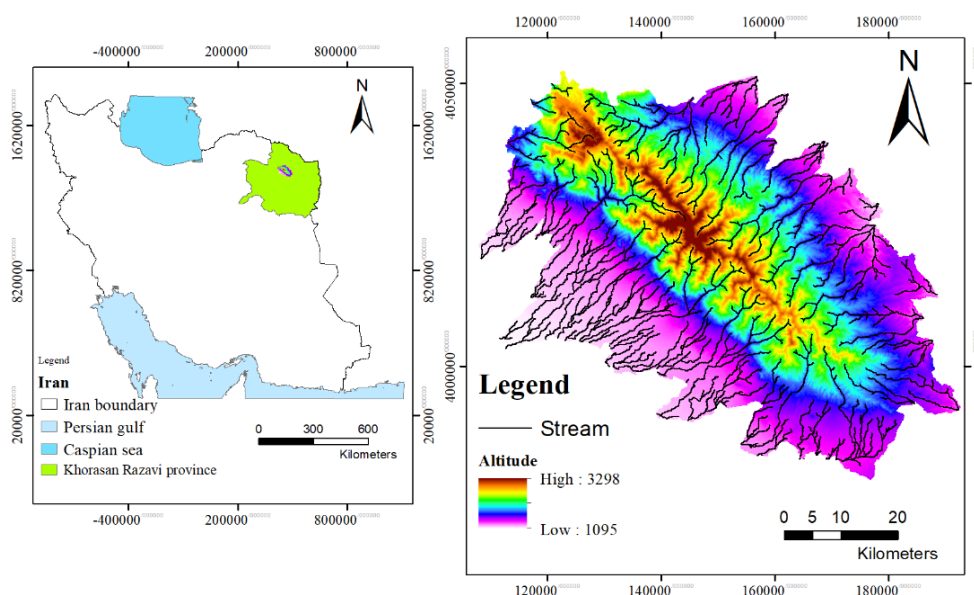 -400000 200000 800000
N
1620000 1620000
820000 820000
20000 20000
Legend
Iran
Iran boundary
Persian gulf
Caspian sea
Khorasan Razavi province
0 300 600
Kilometers
-400000 200000 800000
120000 140000 160000 180000
N
4050000
4000000
Legend
Stream
Altitude
High : 3298
Low : 1095
0 5 10 20
Kilometers
120000 140000 160000 180000